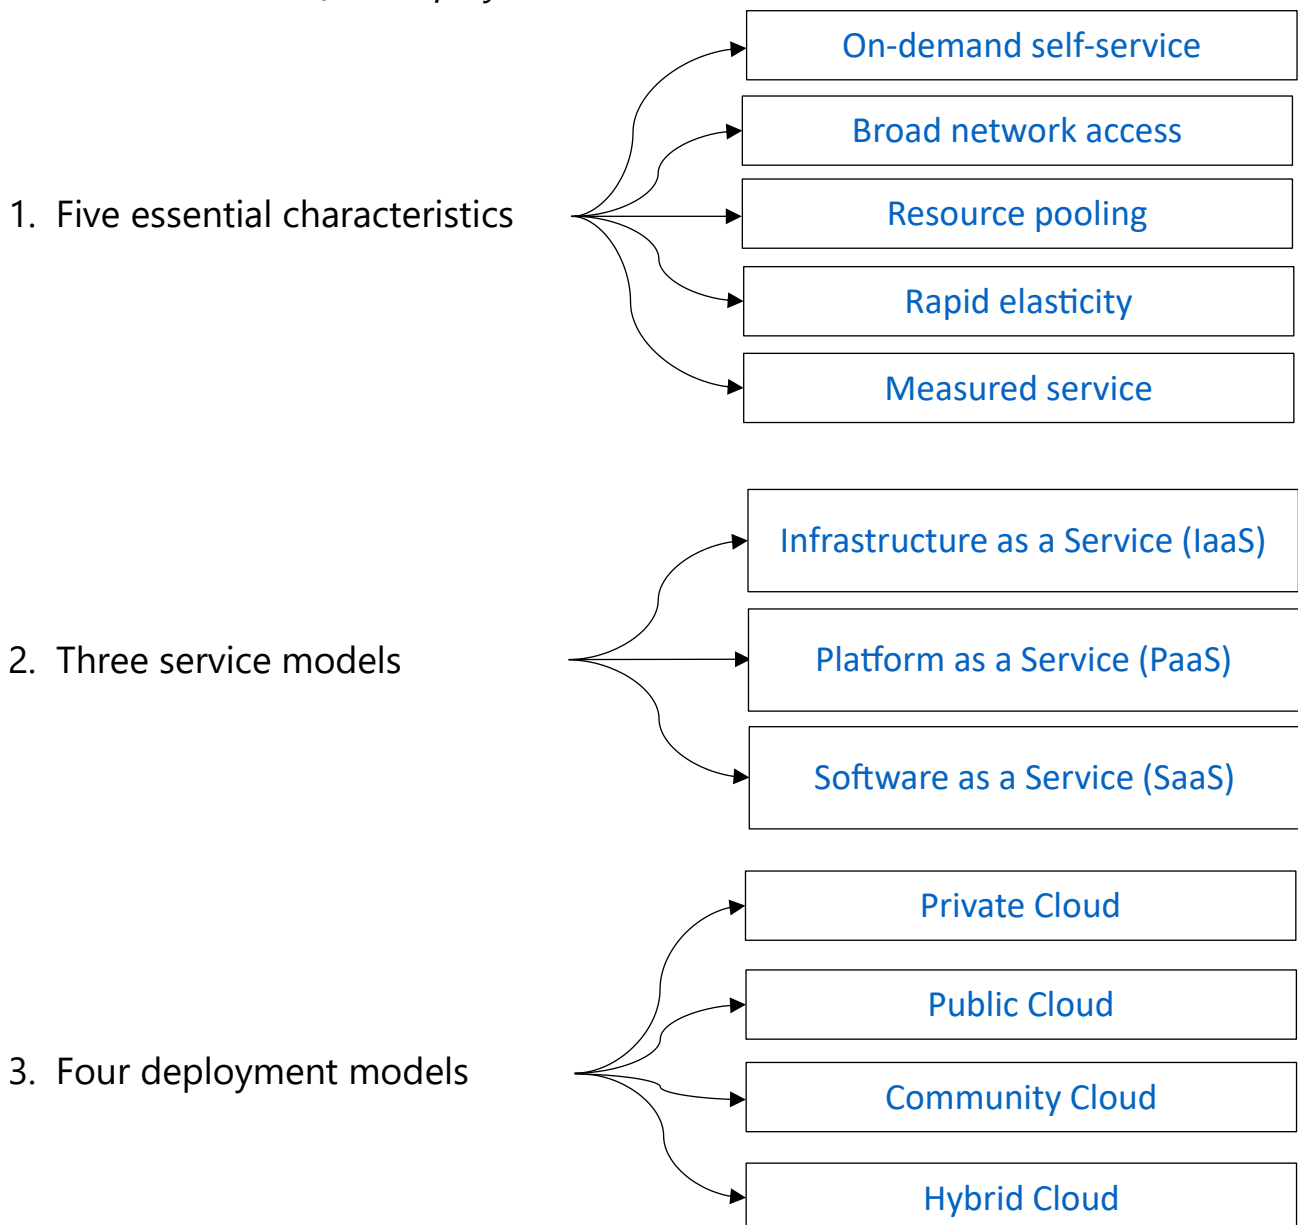 On-demand self-service
Broad network access
1. Five essential characteristics
Resource pooling
Rapid elasticity
Measured service
Infrastructure as a Service (IaaS)
2. Three service models
Platform as a Service (PaaS)
Software as a Service (SaaS)
Private Cloud
Public Cloud
3. Four deployment models
Community Cloud
Hybrid Cloud